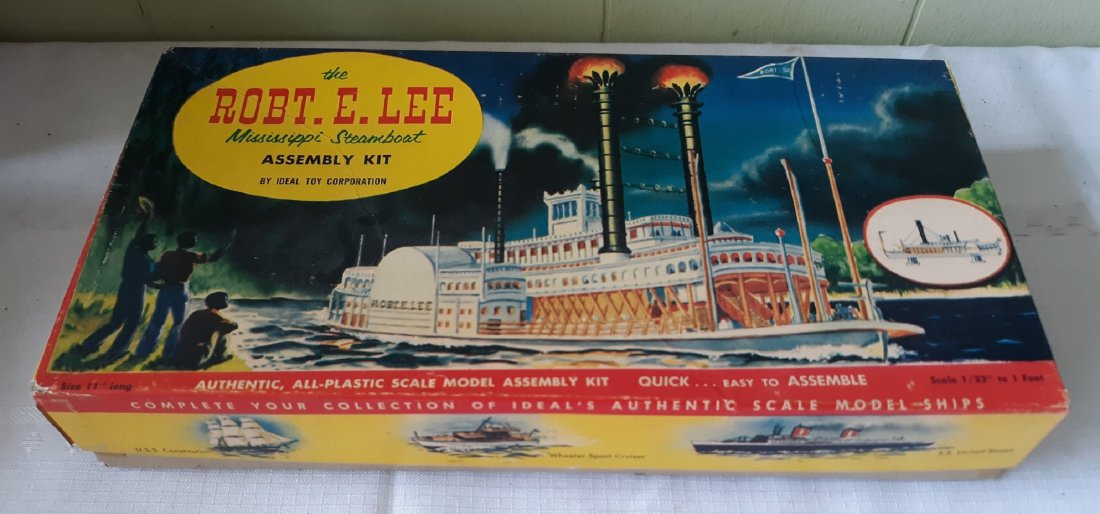 the
ROBT. E. LEE
Mississippi Steamboat
ASSEMBLY KIT
BY IDEAL TOY CORPORATION
ROBT. E. LEE
Size 11" long
AUTHENTIC, ALL-PLASTIC SCALE MODEL ASSEMBLY KIT QUICK... EASY TO ASSEMBLE
Scale 1/32" to 1 Foot
COMPLETE YOUR COLLECTION OF IDEAL'S AUTHENTIC SCALE MODEL SHIPS
U.S.S. Constitution
Wheeler Sport Cruiser
S.S. United States